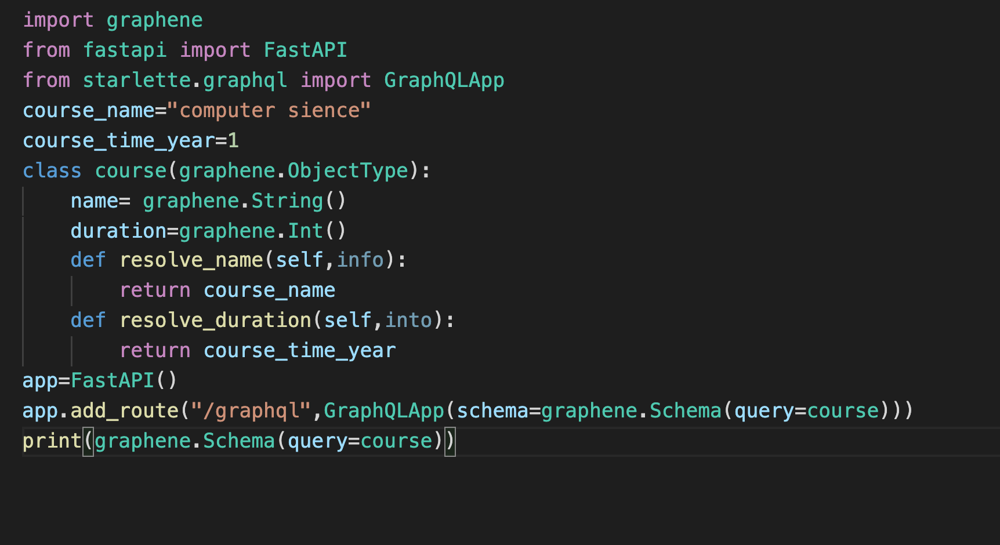 import graphene
from fastapi import FastAPI
from starlette.graphql import GraphQLApp
course_name="computer sience"
course_time_year=1
class course(graphene.ObjectType):
    name= graphene.String()
    duration=graphene.Int()
    def resolve_name(self,info):
        return course_name
    def resolve_duration(self,into):
        return course_time_year
app=FastAPI()
app.add_route("/graphql",GraphQLApp(schema=graphene.Schema(query=course)))
print(graphene.Schema(query=course))